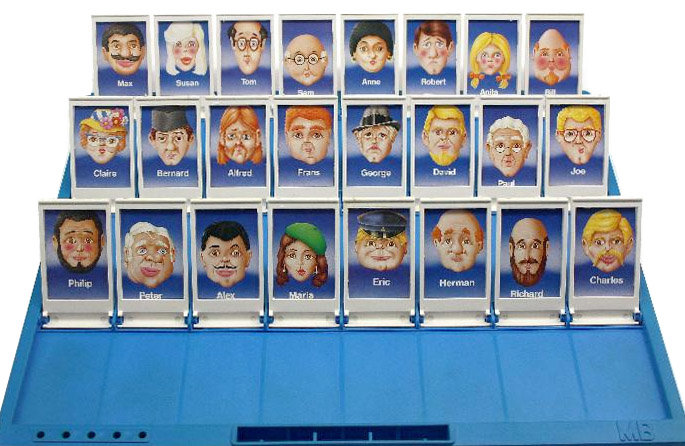 Max
Susan
Tom
Sam
Anne
Robert
Anita
Bill
Claire
Bernard
Alfred
Frans
George
David
Paul
Joe
Philip
Peter
Alex
Maria
Eric
Herman
Richard
Charles
MB